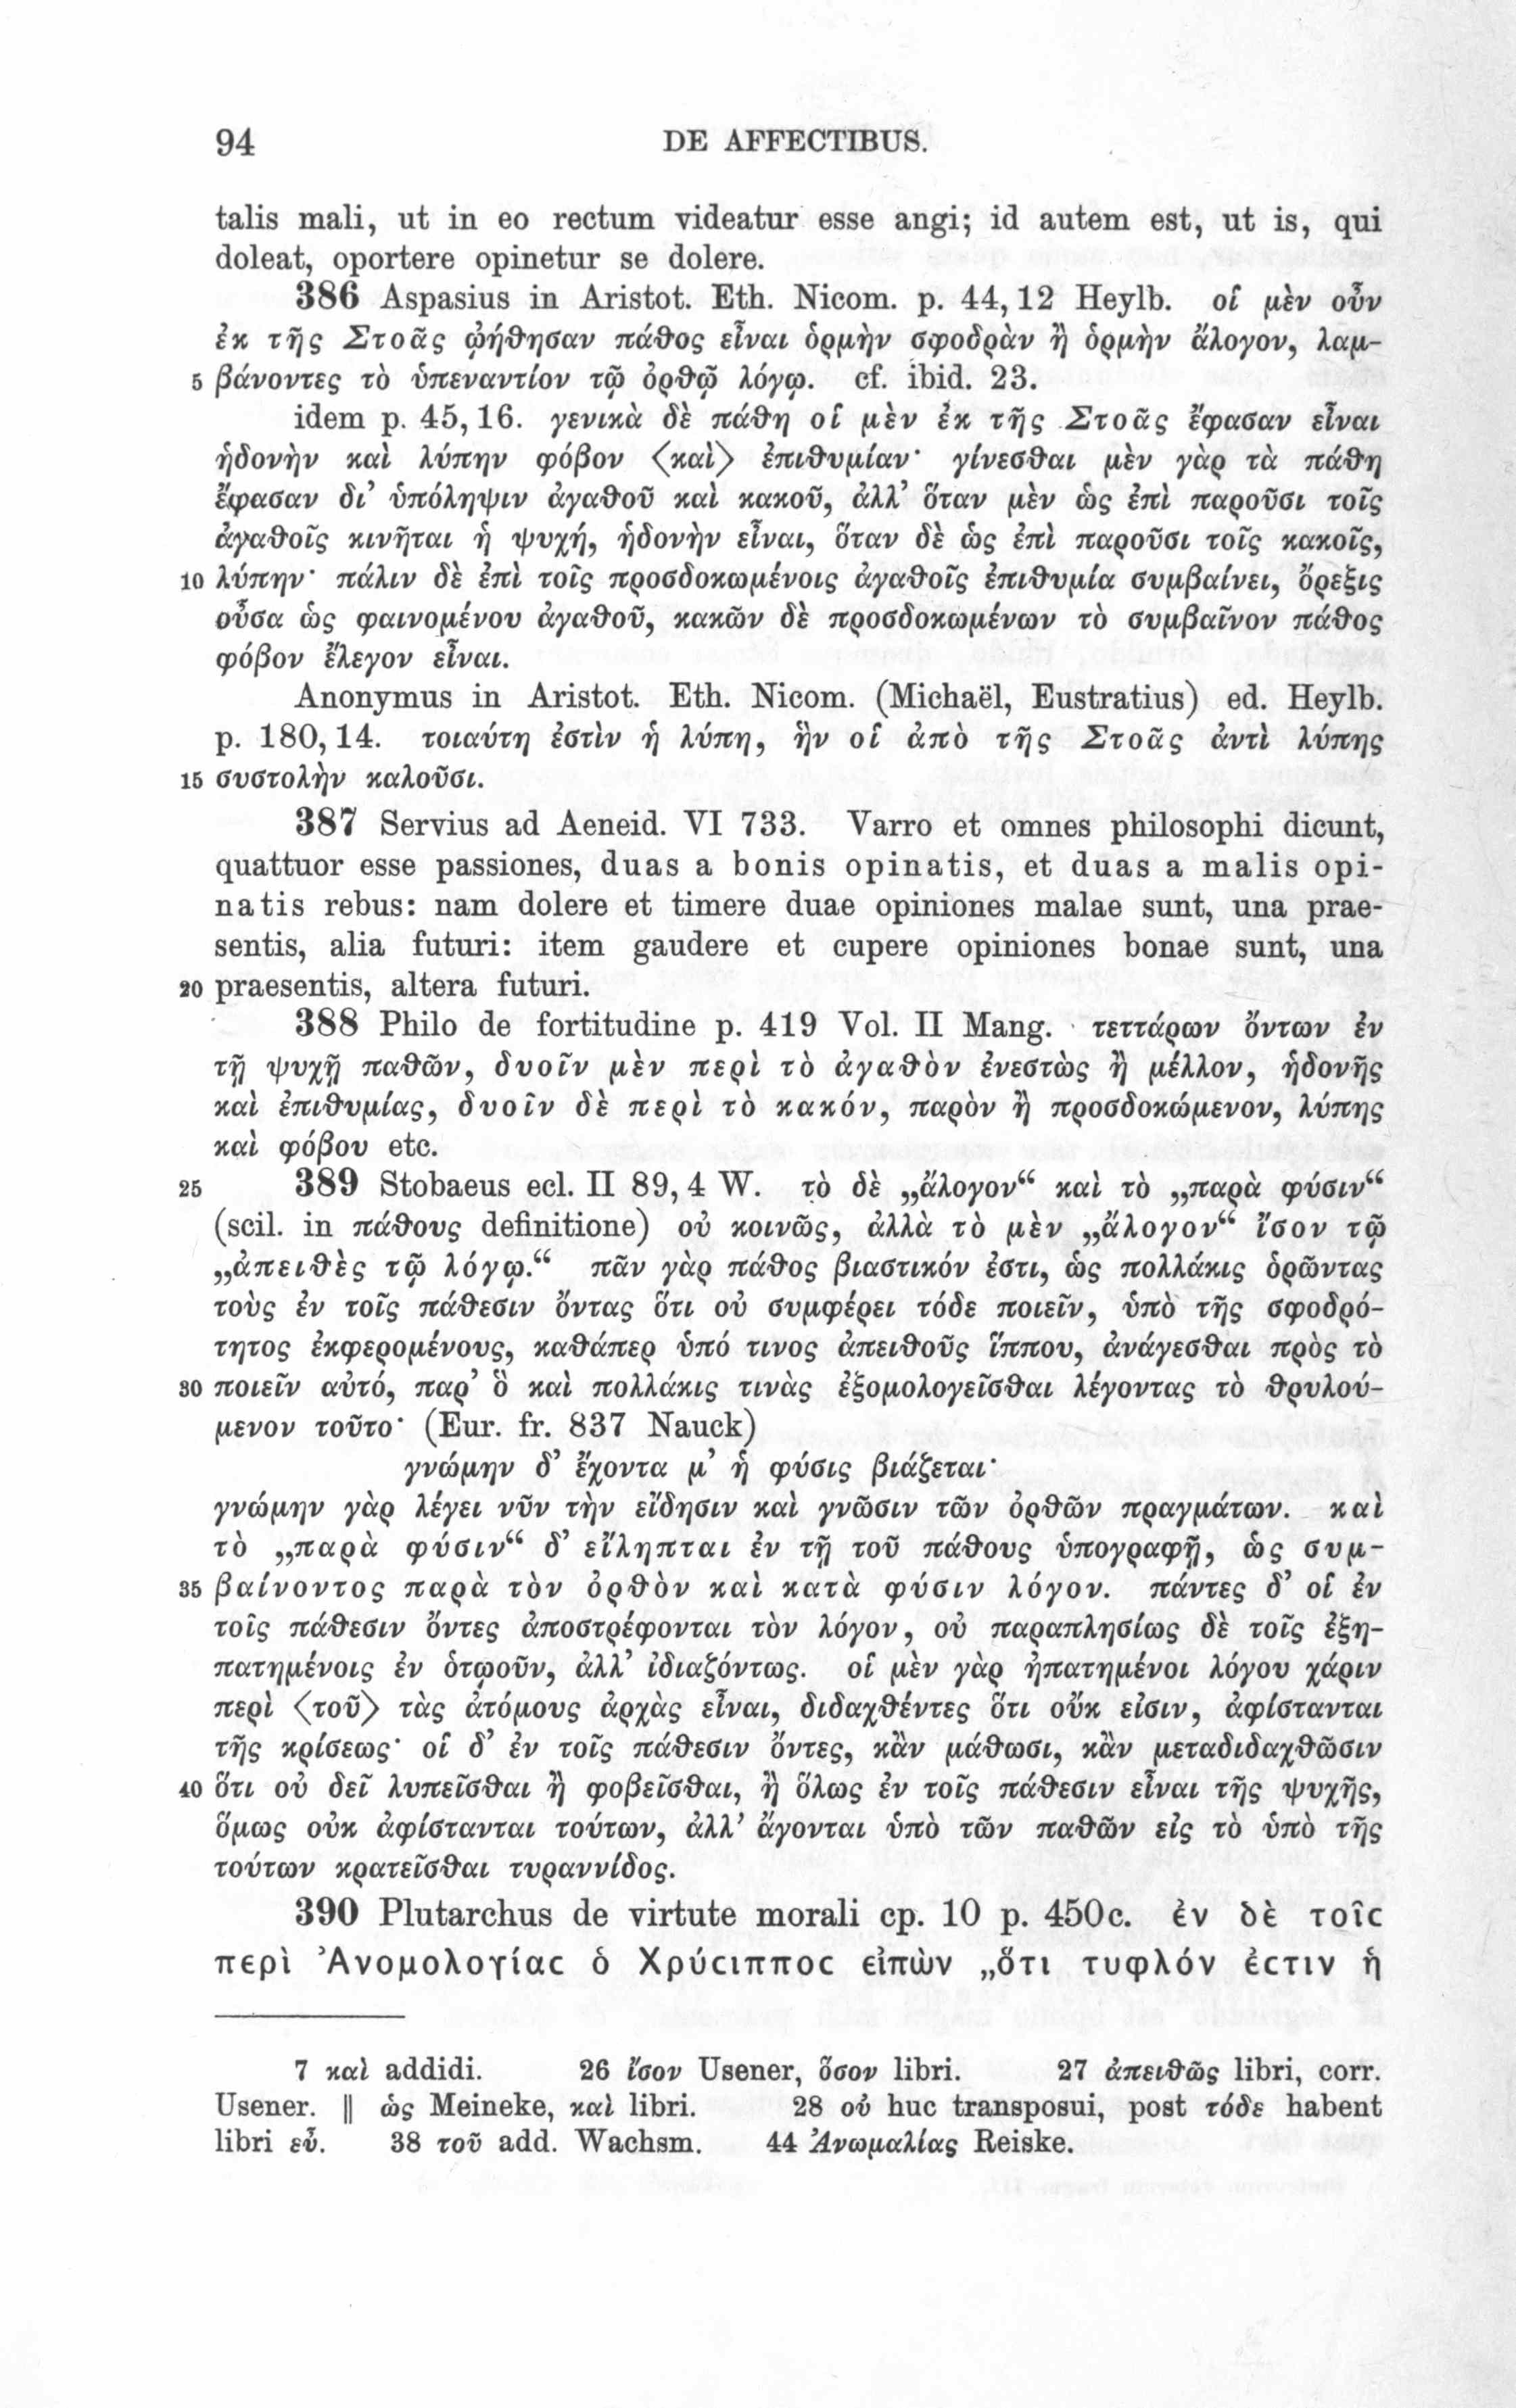 94 DE AFFECTIBUS.
talis mali, ut in eo rectum videatur esse angi; id autem est, ut is, qui
doleat, oportere opinetur se dolere.
386 Aspasius in Aristot. Eth. Nicom. p. 44, 12 Heylb. οἱ μὲν οὖν
ἐκ τῆς Στοᾶς ᾠήθησαν πάθος εἶναι ὁρμὴν σφοδρὰν ἢ ὁρμὴν ἄλογον, λαμ-
5 βάνοντες τὸ ὑπεναντίον τῷ ὀρθῷ λόγῳ. cf. ibid. 23.
idem p. 45, 16. γενικὰ δὲ πάθη οἱ μὲν ἐκ τῆς Στοᾶς ἔφασαν εἶναι
ἡδονὴν καὶ λύπην φόβον 〈καὶ〉 ἐπιθυμίαν· γίνεσθαι μὲν γὰρ τὰ πάθη
ἔφασαν δι’ ὑπόληψιν ἀγαθοῦ καὶ κακοῦ, ἀλλ’ ὅταν μὲν ὡς ἐπὶ παροῦσι τοῖς
ἀγαθοῖς κινῆται ἡ ψυχή, ἡδονὴν εἶναι, ὅταν δὲ ὡς ἐπὶ παροῦσι τοῖς κακοῖς,
10 λύπην· πάλιν δὲ ἐπὶ τοῖς προσδοκωμένοις ἀγαθοῖς ἐπιθυμία συμβαίνει, ὄρεξις
οὖσα ὡς φαινομένου ἀγαθοῦ, κακῶν δὲ προσδοκωμένων τὸ συμβαῖνον πάθος
φόβον ἔλεγον εἶναι.
Anonymus in Aristot. Eth. Nicom. (Michaël, Eustratius) ed. Heylb.
p. 180, 14. τοιαύτη ἐστὶν ἡ λύπη, ἣν οἱ ἀπὸ τῆς Στοᾶς ἀντὶ λύπης
15 συστολὴν καλοῦσι.
387 Servius ad Aeneid. VI 733. Varro et omnes philosophi dicunt,
quattuor esse passiones, duas a bonis opinatis, et duas a malis opi-
natis rebus: nam dolere et timere duae opiniones malae sunt, una prae-
sentis, alia futuri: item gaudere et cupere opiniones bonae sunt, una
20 praesentis, altera futuri.
388 Philo de fortitudine p. 419 Vol. II Mang. τεττάρων ὄντων ἐν
τῇ ψυχῇ παθῶν, δυοῖν μὲν περὶ τὸ ἀγαθὸν ἐνεστὼς ἢ μέλλον, ἡδονῆς
καὶ ἐπιθυμίας, δυοῖν δὲ περὶ τὸ κακόν, παρὸν ἢ προσδοκώμενον, λύπης
καὶ φόβου etc.
25 389 Stobaeus ecl. II 89, 4 W. τὸ δὲ „ἄλογον“ καὶ τὸ „παρὰ φύσιν“
(scil. in πάθους definitione) οὐ κοινῶς, ἀλλὰ τὸ μὲν „ἄλογον“ ἴσον τῷ
„ἀπειθὲς τῷ λόγῳ.“ πᾶν γὰρ πάθος βιαστικόν ἐστι, ὡς πολλάκις ὁρῶντας
τοὺς ἐν τοῖς πάθεσιν ὄντας ὅτι οὐ συμφέρει τόδε ποιεῖν, ὑπὸ τῆς σφοδρό-
τητος ἐκφερομένους, καθάπερ ὑπό τινος ἀπειθοῦς ἵππου, ἀνάγεσθαι πρὸς τὸ
30 ποιεῖν αὐτό, παρ’ ὃ καὶ πολλάκις τινὰς ἐξομολογεῖσθαι λέγοντας τὸ θρυλού-
μενον τοῦτο· (Eur. fr. 837 Nauck)
γνώμην δ’ ἔχοντα μ’ ἡ φύσις βιάζεται·
γνώμην γὰρ λέγει νῦν τὴν εἴδησιν καὶ γνῶσιν τῶν ὀρθῶν πραγμάτων. καὶ
τὸ „παρὰ φύσιν“ δ’ εἴληπται ἐν τῇ τοῦ πάθους ὑπογραφῇ, ὡς συμ-
35 βαίνοντος παρὰ τὸν ὀρθὸν καὶ κατὰ φύσιν λόγον. πάντες δ’ οἱ ἐν
τοῖς πάθεσιν ὄντες ἀποστρέφονται τὸν λόγον, οὐ παραπλησίως δὲ τοῖς ἐξη-
πατημένοις ἐν ὁτῳοῦν, ἀλλ’ ἰδιαζόντως. οἱ μὲν γὰρ ἠπατημένοι λόγου χάριν
περὶ 〈τοῦ〉 τὰς ἀτόμους ἀρχὰς εἶναι, διδαχθέντες ὅτι οὔκ εἰσιν, ἀφίστανται
τῆς κρίσεως· οἱ δ’ ἐν τοῖς πάθεσιν ὄντες, κἂν μάθωσι, κἂν μεταδιδαχθῶσιν
40 ὅτι οὐ δεῖ λυπεῖσθαι ἢ φοβεῖσθαι, ἢ ὅλως ἐν τοῖς πάθεσιν εἶναι τῆς ψυχῆς,
ὅμως οὐκ ἀφίστανται τούτων, ἀλλ’ ἄγονται ὑπὸ τῶν παθῶν εἰς τὸ ὑπὸ τῆς
τούτων κρατεῖσθαι τυραννίδος.
390 Plutarchus de virtute morali cp. 10 p. 450c. ἐν δὲ τοῖϲ
περὶ Ἀνομολογίαϲ ὁ Χρύϲιπποϲ εἰπὼν „ὅτι τυφλόν ἐϲτιν ἡ
7 καὶ addidi. 26 ἴσον Usener, ὅσον libri. 27 ἀπειθῶς libri, corr.
Usener. || ὡς Meineke, καὶ libri. 28 οὐ huc transposui, post τόδε habent
libri εὖ. 38 τοῦ add. Wachsm. 44 Ἀνωμαλίας Reiske.